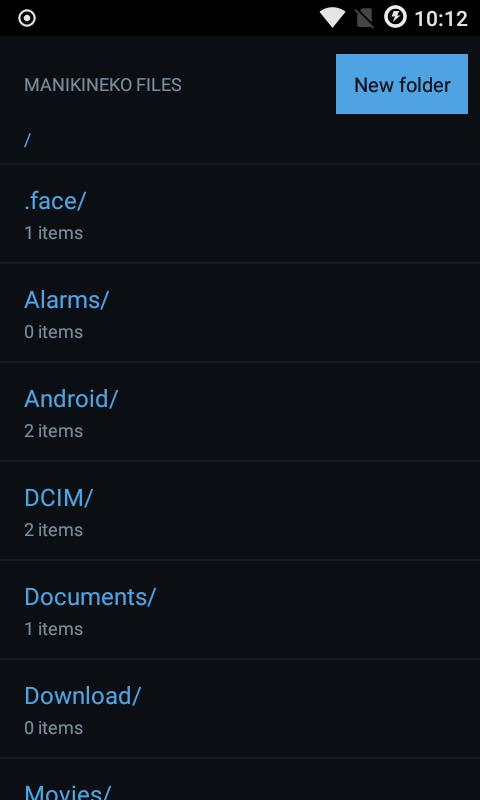 10:12
MANIKINEKO FILES
New folder
/
.face/
1 items
Alarms/
0 items
Android/
2 items
DCIM/
2 items
Documents/
1 items
Download/
0 items
Movies/